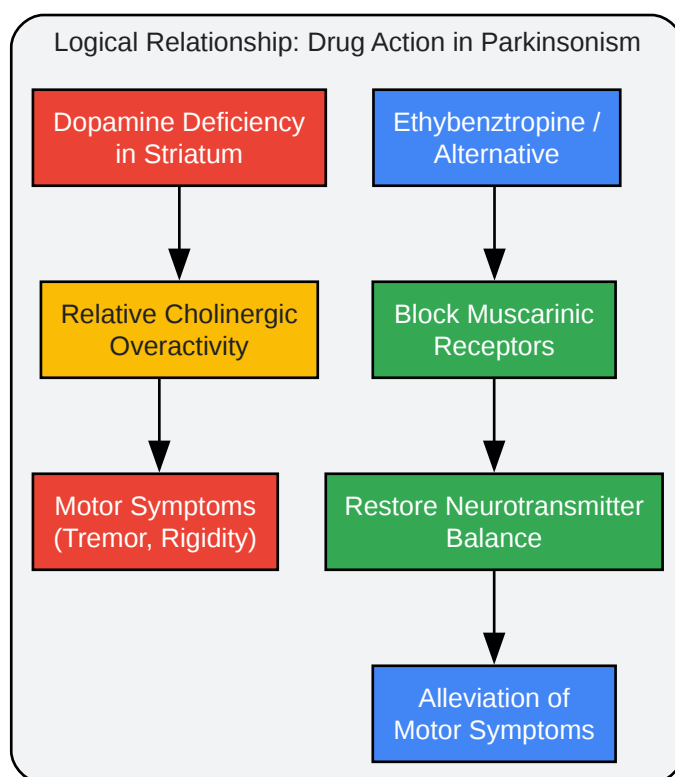 Logical Relationship: Drug Action in Parkinsonism
Dopamine Deficiency
in Striatum
Relative Cholinergic
Overactivity
Motor Symptoms
(Tremor, Rigidity)
Ethybenztropine /
Alternative
Block Muscarinic
Receptors
Restore Neurotransmitter
Balance
Alleviation of
Motor Symptoms